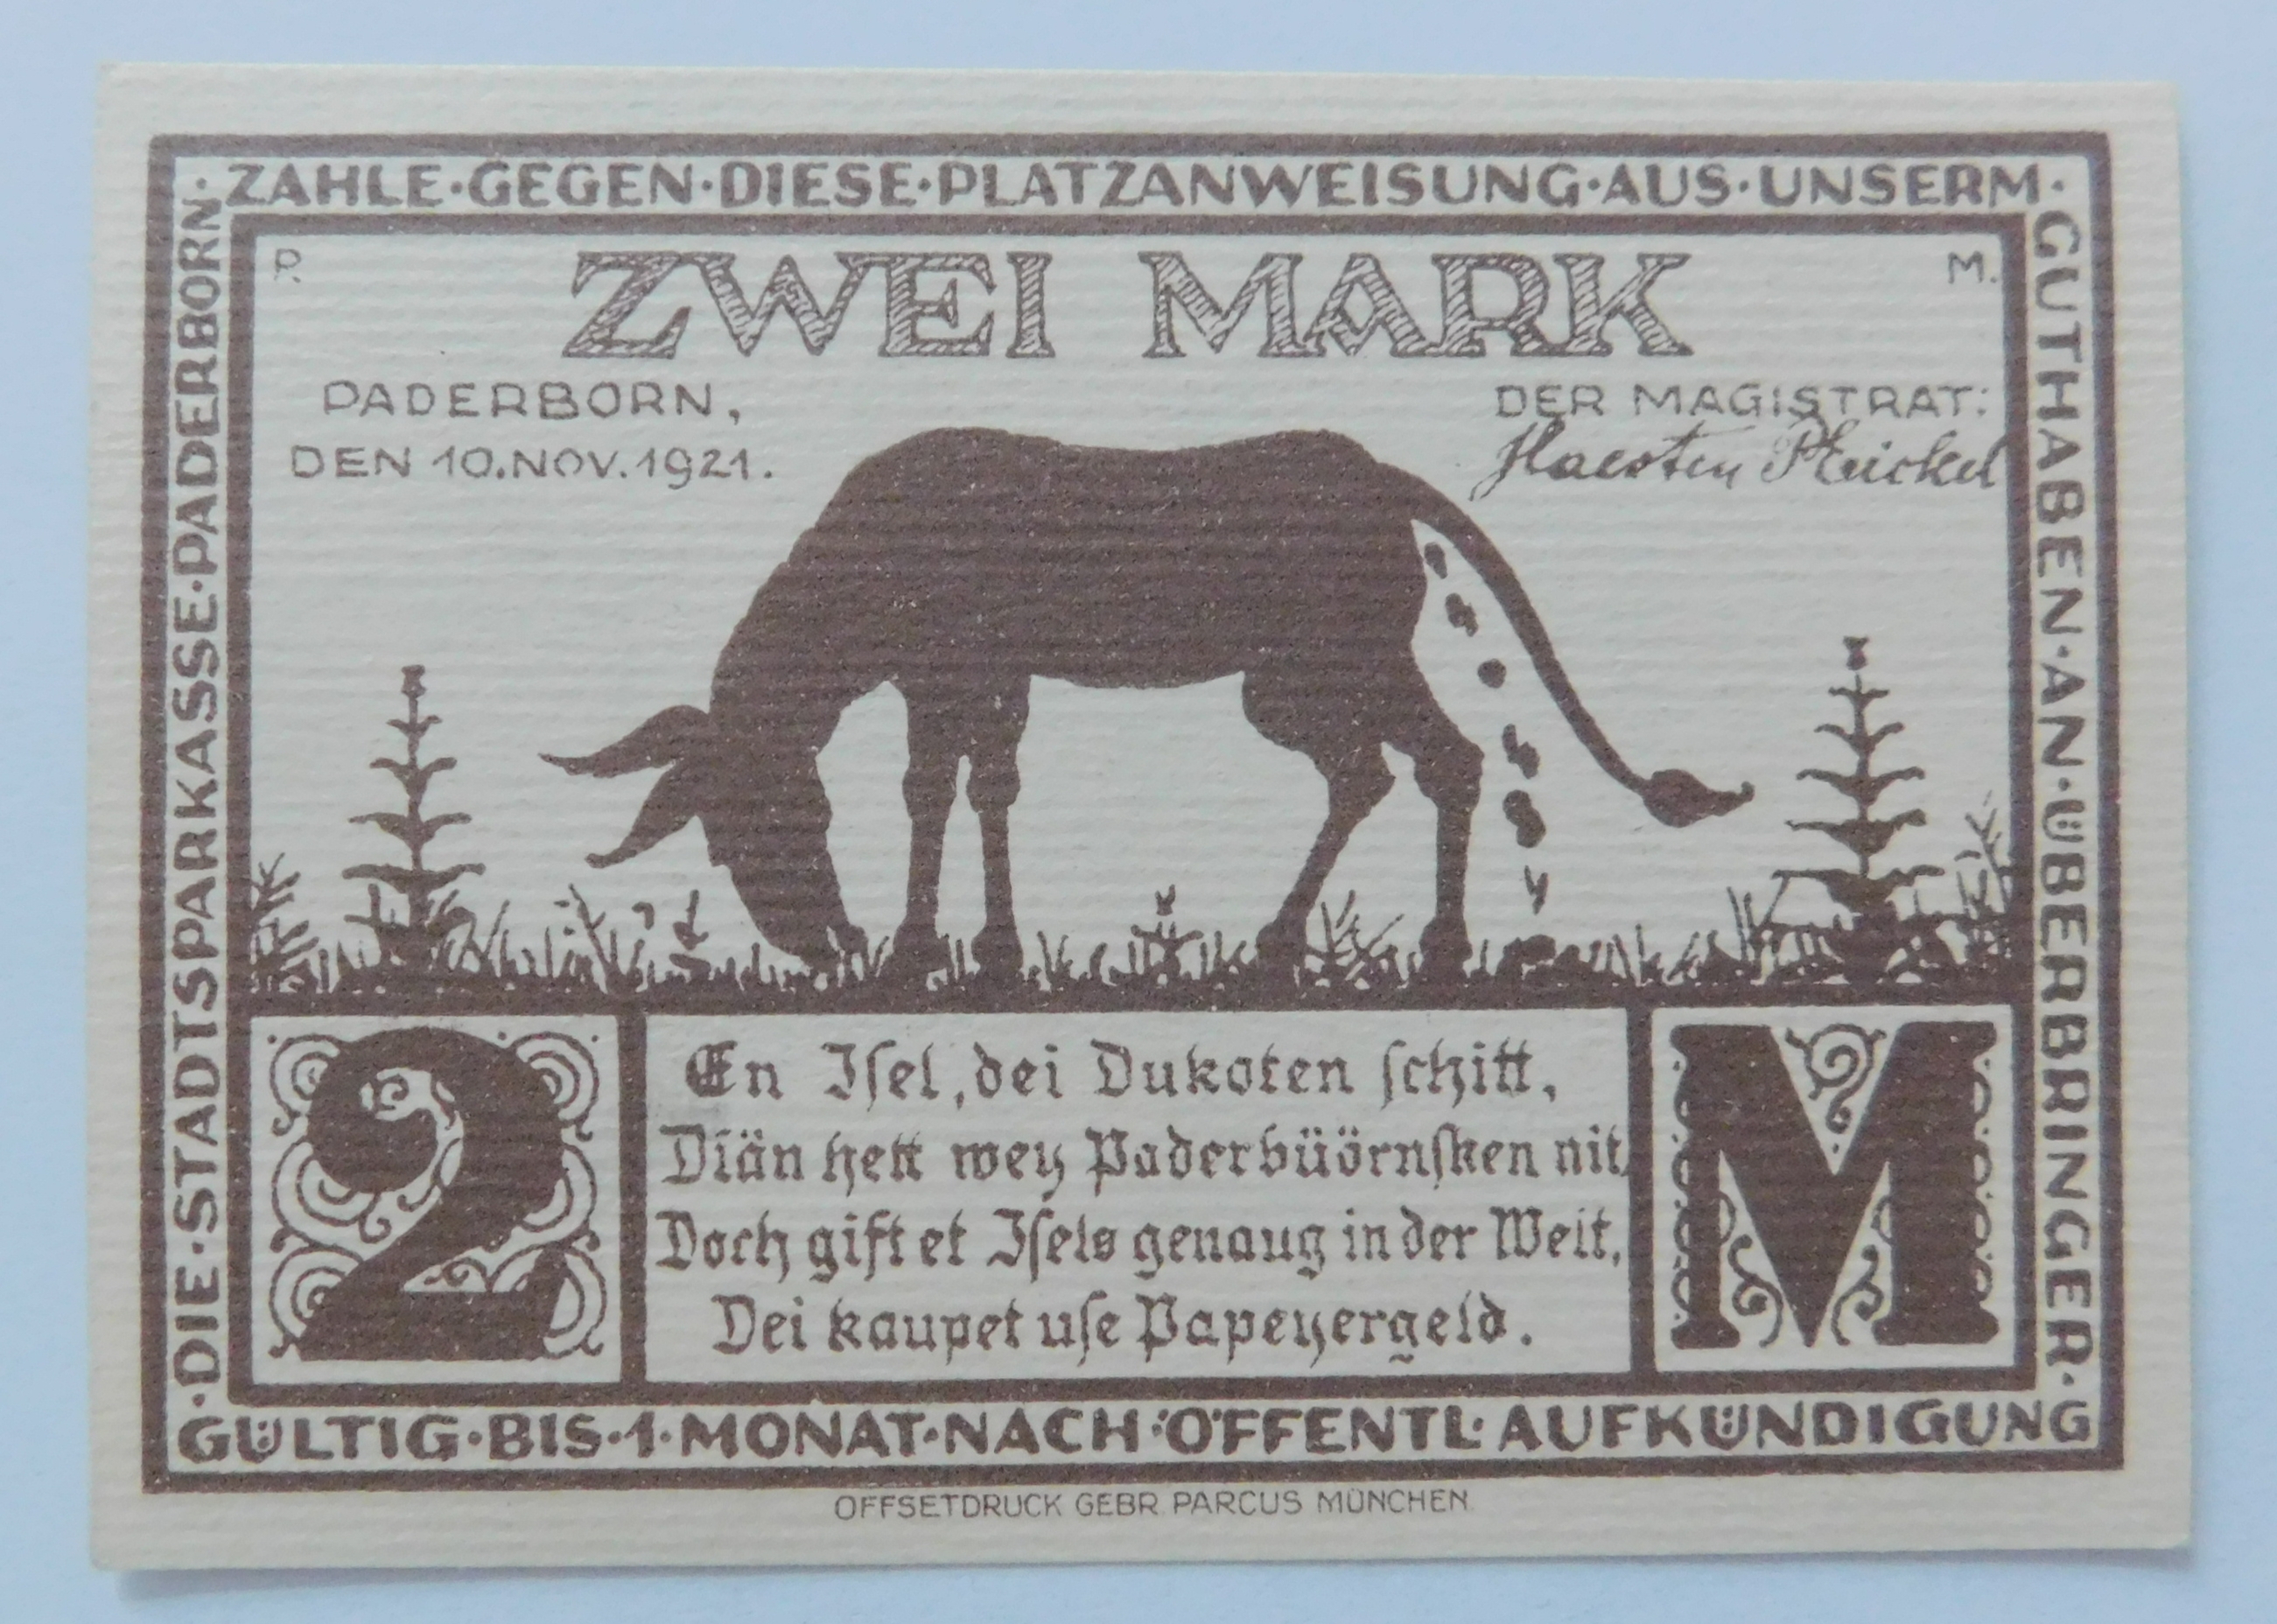 ·DIE·STADTSPARKASSE·PADERBORN·
ZAHLE·GEGEN·DIESE·PLATZANWEISUNG·AUS·UNSERM·
GUTHABEN·AN·ÜBERBRINGER·
P.
ZWEI MARK
M.
PADERBORN,
DEN 10.NOV.1921.
DER MAGISTRAT:
2
En Iſel, dei Dukoten ſchitt,
Diän hett wey Paderbüörnſken nit,
Doch gift et Iſels genaug in der Welt,
Dei kaupet uſe Papeyergeld.
M
GÜLTIG·BIS·1·MONAT·NACH·ÖFFENTL·AUFKÜNDIGUNG
OFFSETDRUCK GEBR. PARCUS MÜNCHEN.